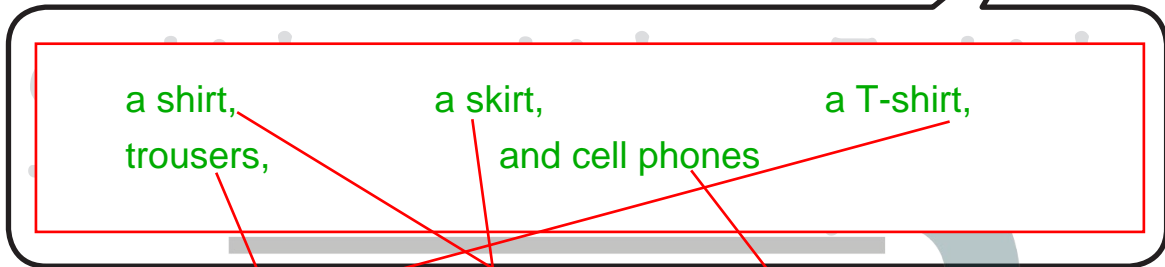 a shirt, a skirt, a T-shirt,
trousers, and cell phones